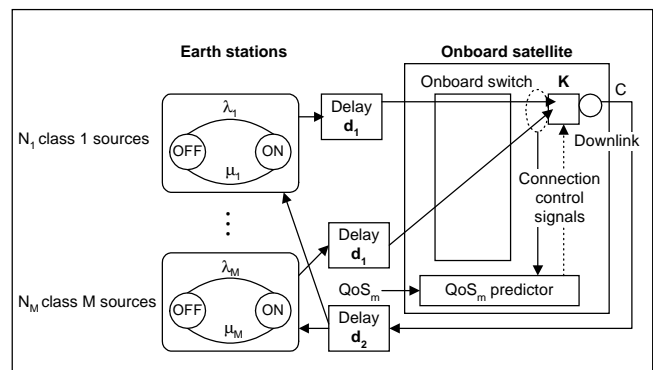 Earth stations
Onboard satellite
Onboard switch
K
C
λ1
Delay
d1
N1 class 1 sources
OFF
ON
μ1
Downlink
Connection
control
signals
Delay
d1
λM
QoSm
QoSm predictor
NM class M sources
OFF
ON
μM
Delay
d2